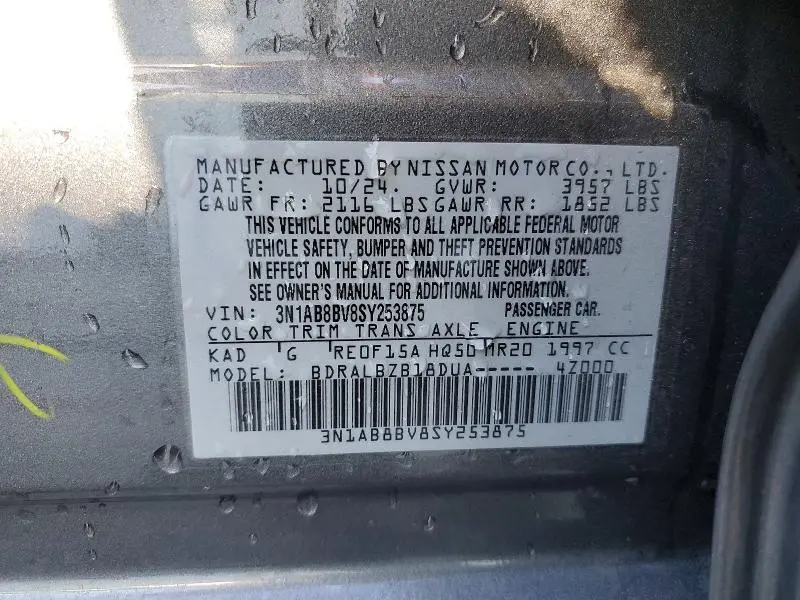 MANUFACTURED BY NISSAN MOTOR CO., LTD.
DATE: 10/24. GVWR: 3957 LBS
GAWR FR: 2116 LBS GAWR RR: 1852 LBS
THIS VEHICLE CONFORMS TO ALL APPLICABLE FEDERAL MOTOR
VEHICLE SAFETY, BUMPER AND THEFT PREVENTION STANDARDS
IN EFFECT ON THE DATE OF MANUFACTURE SHOWN ABOVE.
SEE OWNER'S MANUAL FOR ADDITIONAL INFORMATION.
VIN: 3N1AB8BV8SY253875 PASSENGER CAR.
COLOR TRIM TRANS AXLE ENGINE
KAD G RE0F15A HQ50 MR20 1997 CC
MODEL: BDRALBZB18DUA----- 4Z000
3N1AB8BV8SY253875